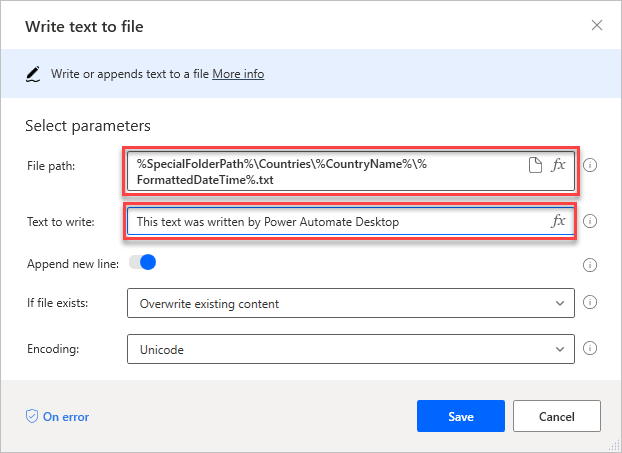 Write text to file
Write or appends text to a file More info
Select parameters
File path:
%SpecialFolderPath%\Countries\%CountryName%\%
FormattedDateTime%.txt
fx
Text to write:
This text was written by Power Automate Desktop
fx
Append new line:
If file exists:
Overwrite existing content
Encoding:
Unicode
On error
Save
Cancel